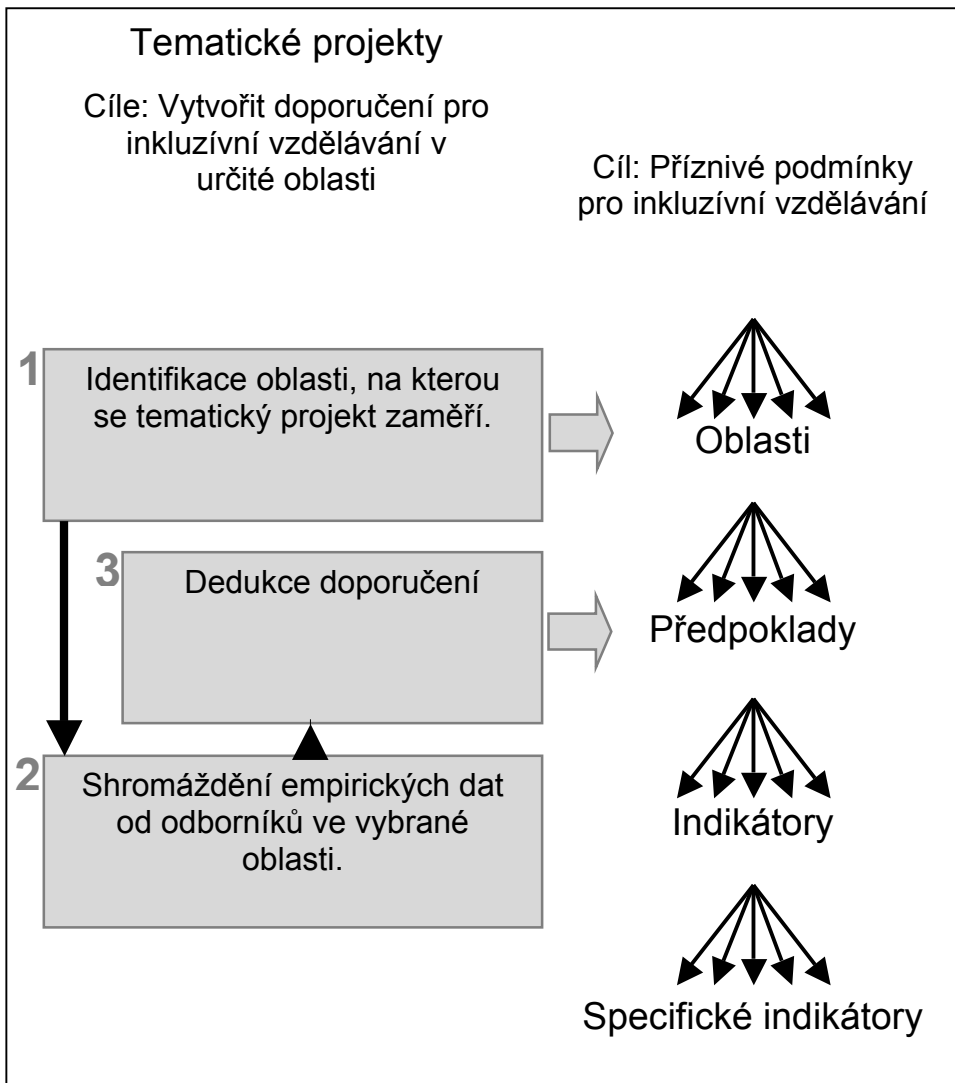 Tematické projekty
Cíle: Vytvořit doporučení pro
inkluzívní vzdělávání v
určité oblasti
Cíl: Příznivé podmínky
pro inkluzívní vzdělávání
1
Identifikace oblasti, na kterou
se tematický projekt zaměří.
Oblasti
3
Dedukce doporučení
Předpoklady
2
Shromáždění empirických dat
od odborníků ve vybrané
oblasti.
Indikátory
Specifické indikátory